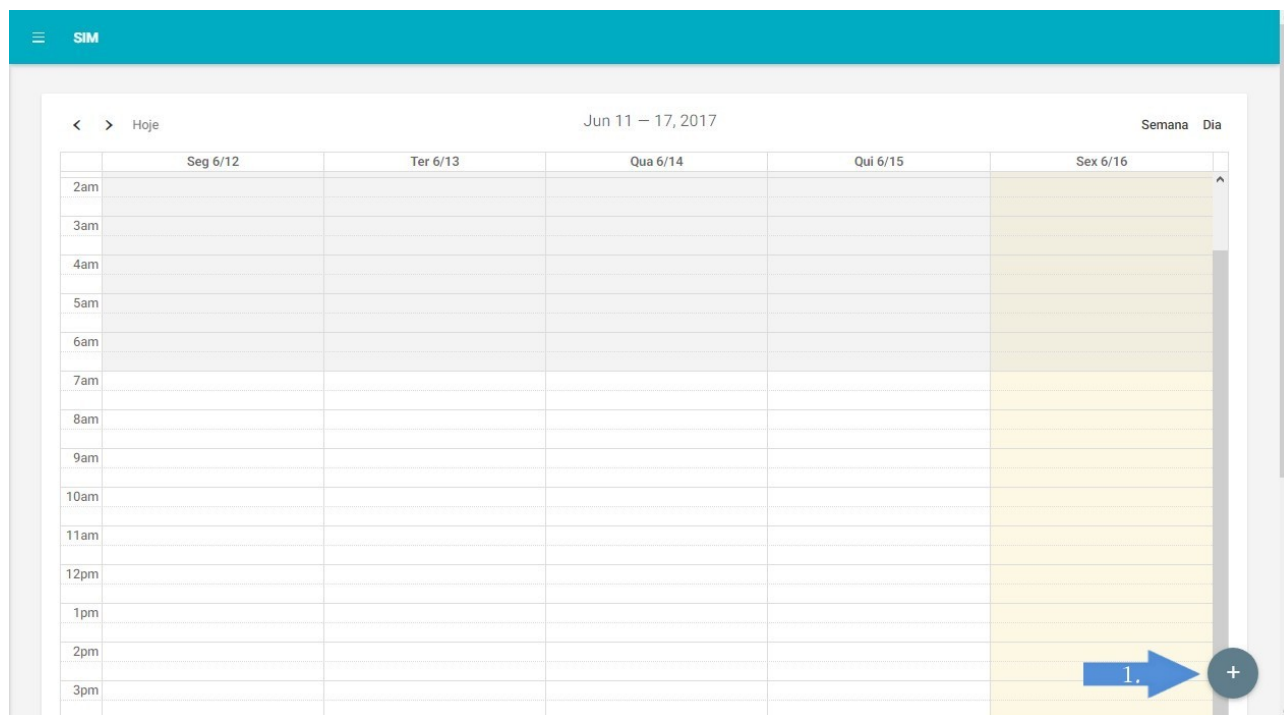 SIM
Hoje
Jun 11 — 17, 2017
Semana Dia
Seg 6/12 Ter 6/13 Qua 6/14 Qui 6/15 Sex 6/16
2am
3am
4am
5am
6am
7am
8am
9am
10am
11am
12pm
1pm
2pm
1. +
3pm